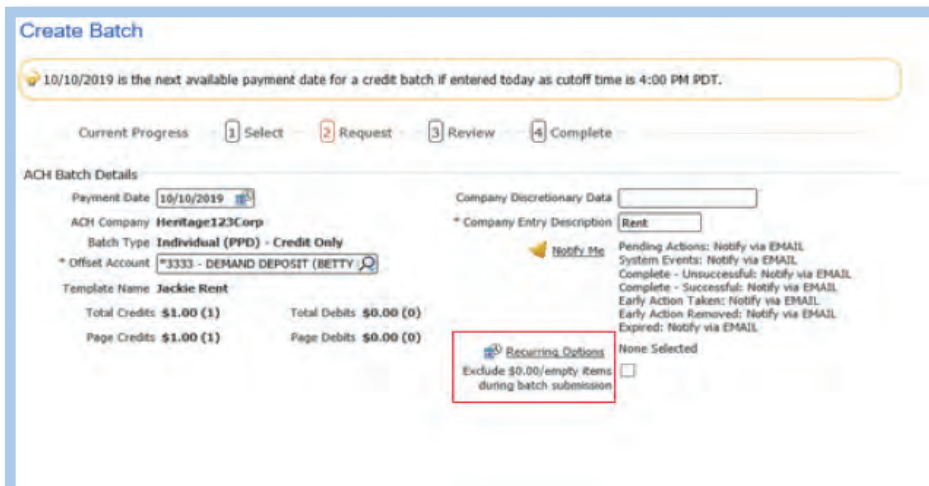 Create Batch
10/10/2019 is the next available payment date for a credit batch if entered today as cutoff time is 4:00 PM PDT.
Current Progress 1 Select 2 Request 3 Review 4 Complete
ACH Batch Details
Payment Date 10/10/2019
ACH Company Heritage123Corp
Batch Type Individual (PPD) - Credit Only
* Offset Account *3333 - DEMAND DEPOSIT (BETTY
Template Name Jackie Rent
Total Credits $1.00 (1) Total Debits $0.00 (0)
Page Credits $1.00 (1) Page Debits $0.00 (0)
Company Discretionary Data
* Company Entry Description Rent
Notify Me
Pending Actions: Notify via EMAIL
System Events: Notify via EMAIL
Complete - Unsuccessful: Notify via EMAIL
Complete - Successful: Notify via EMAIL
Early Action Taken: Notify via EMAIL
Early Action Removed: Notify via EMAIL
Expired: Notify via EMAIL
Recurring Options None Selected
Exclude $0.00/empty items
during batch submission